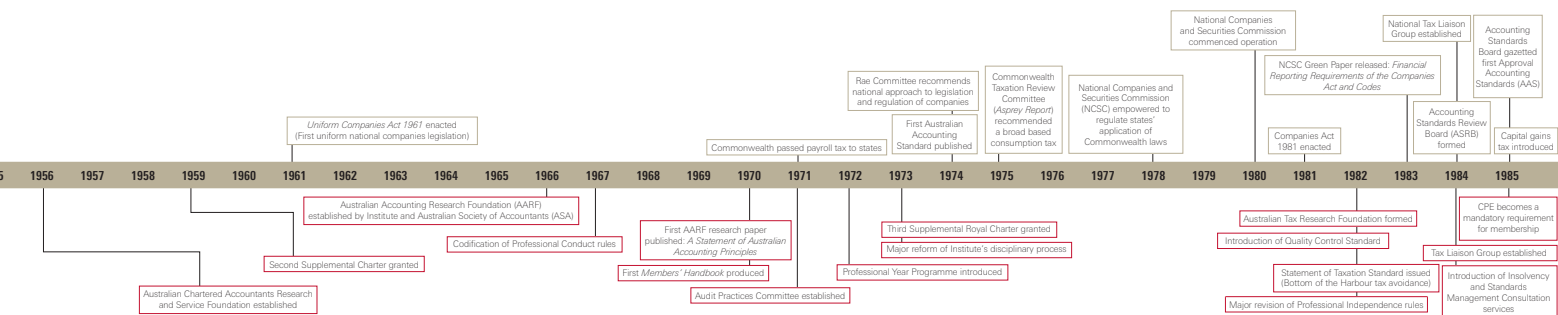 Uniform Companies Act 1961 enacted
(First uniform national companies legislation)
Commonwealth passed payroll tax to states
Rae Committee recommends
national approach to legislation
and regulation of companies
First Australian
Accounting
Standard published
Commonwealth
Taxation Review
Committee
(Asprey Report)
recommended
a broad based
consumption tax
National Companies and
Securities Commission
(NCSC) empowered to
regulate states'
application of
Commonwealth laws
National Companies
and Securities Commission
commenced operation
NCSC Green Paper released: Financial
Reporting Requirements of the Companies
Act and Codes
Companies Act
1981 enacted
National Tax Liaison
Group established
Accounting
Standards Review
Board (ASRB)
formed
Accounting
Standards
Board gazetted
first Approval
Accounting
Standards (AAS)
Capital gains
tax introduced
5 1956 1957 1958 1959 1960 1961 1962 1963 1964 1965 1966 1967 1968 1969 1970 1971 1972 1973 1974 1975 1976 1977 1978 1979 1980 1981 1982 1983 1984 1985
Australian Chartered Accountants Research
and Service Foundation established
Second Supplemental Charter granted
Australian Accounting Research Foundation (AARF)
established by Institute and Australian Society of Accountants (ASA)
Codification of Professional Conduct rules
First AARF research paper
published: A Statement of Australian
Accounting Principles
First Members' Handbook produced
Audit Practices Committee established
Professional Year Programme introduced
Third Supplemental Royal Charter granted
Major reform of Institute's disciplinary process
Australian Tax Research Foundation formed
Introduction of Quality Control Standard
Statement of Taxation Standard issued
(Bottom of the Harbour tax avoidance)
Major revision of Professional Independence rules
CPE becomes a
mandatory requirement
for membership
Tax Liaison Group established
Introduction of Insolvency
and Standards
Management Consultation
services